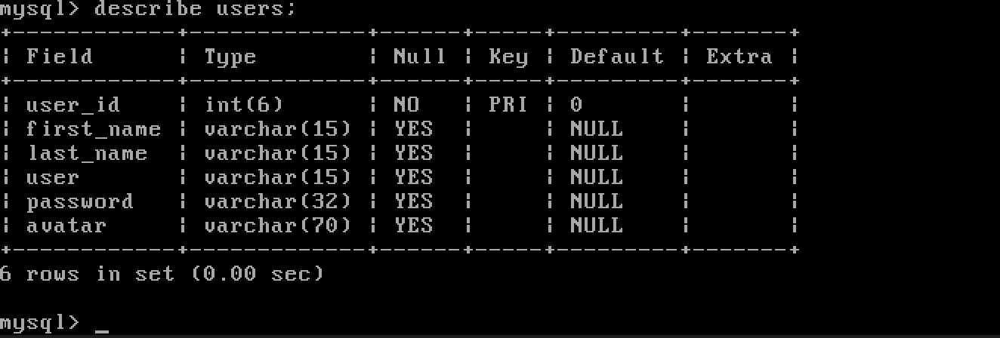 mysql> describe users;
+------------+-------------+------+-----+---------+-------+
| Field      | Type        | Null | Key | Default | Extra |
+------------+-------------+------+-----+---------+-------+
| user_id    | int(6)      | NO   | PRI | 0       |       |
| first_name | varchar(15) | YES  |     | NULL    |       |
| last_name  | varchar(15) | YES  |     | NULL    |       |
| user       | varchar(15) | YES  |     | NULL    |       |
| password   | varchar(32) | YES  |     | NULL    |       |
| avatar     | varchar(70) | YES  |     | NULL    |       |
+------------+-------------+------+-----+---------+-------+
6 rows in set (0.00 sec)
mysql> _